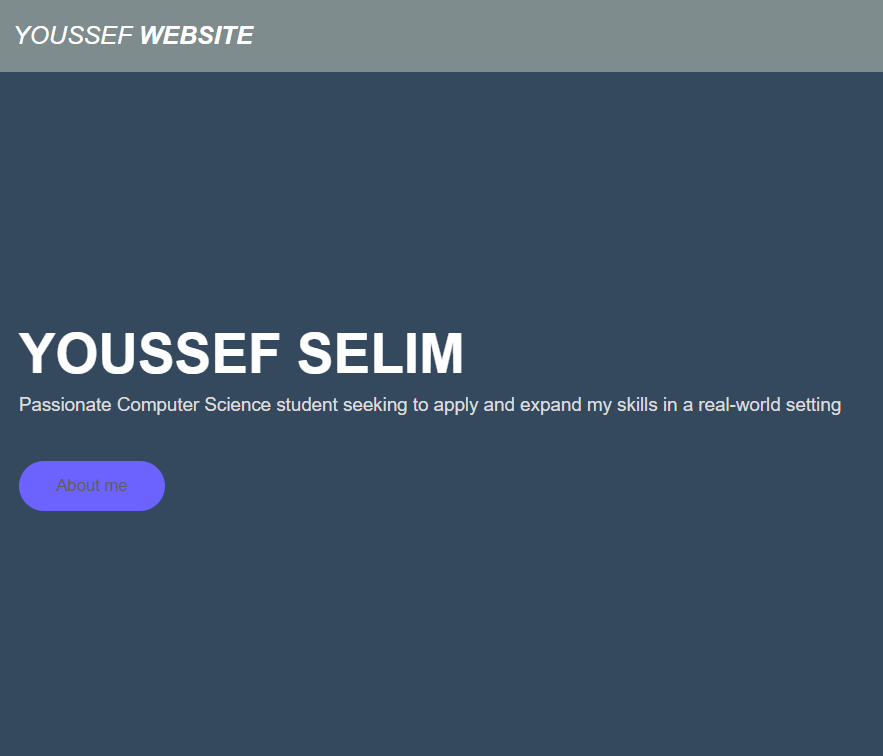 YOUSSEF WEBSITE
YOUSSEF SELIM
Passionate Computer Science student seeking to apply and expand my skills in a real-world setting
About me